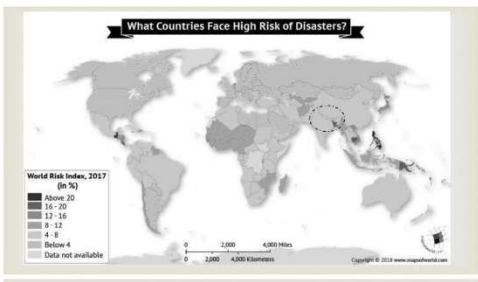 What Countries Face High Risk of Disasters?
World Risk Index, 2017
(in %)
Above 20
16 - 20
12 - 16
8 - 12
4 - 8
Below 4
Data not available
0 2,000 4,000 Miles
0 2,000 4,000 Kilometers
Copyright © 2018 www.mapsofworld.com